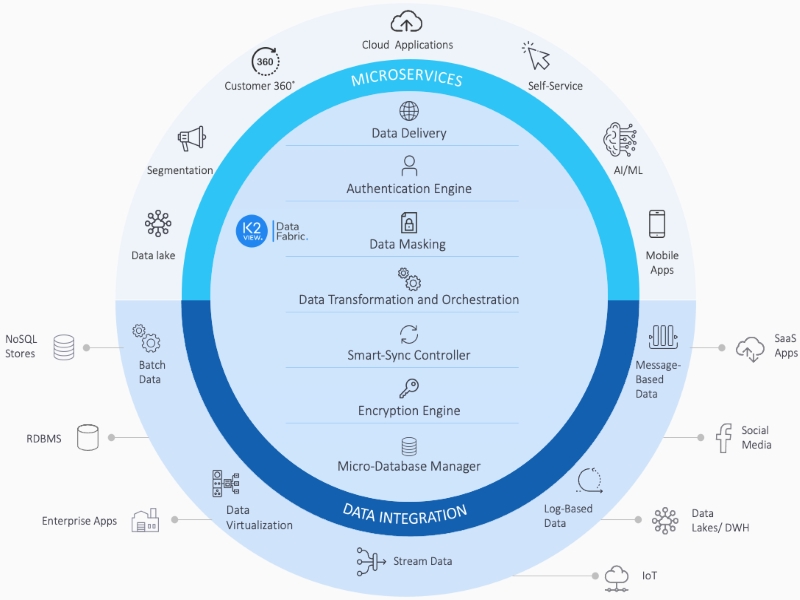 Cloud Applications
360
Customer 360°
Self-Service
MICROSERVICES
Data Delivery
Segmentation
AI/ML
Authentication Engine
K2
VIEW.
Data
Fabric.
Data Masking
Data lake
Mobile
Apps
Data Transformation and Orchestration
NoSQL
Stores
Batch
Data
Smart-Sync Controller
Message-
Based
Data
SaaS
Apps
Encryption Engine
RDBMS
Social
Media
Micro-Database Manager
Enterprise Apps
Data
Virtualization
DATA INTEGRATION
Log-Based
Data
Data
Lakes/ DWH
Stream Data
IoT